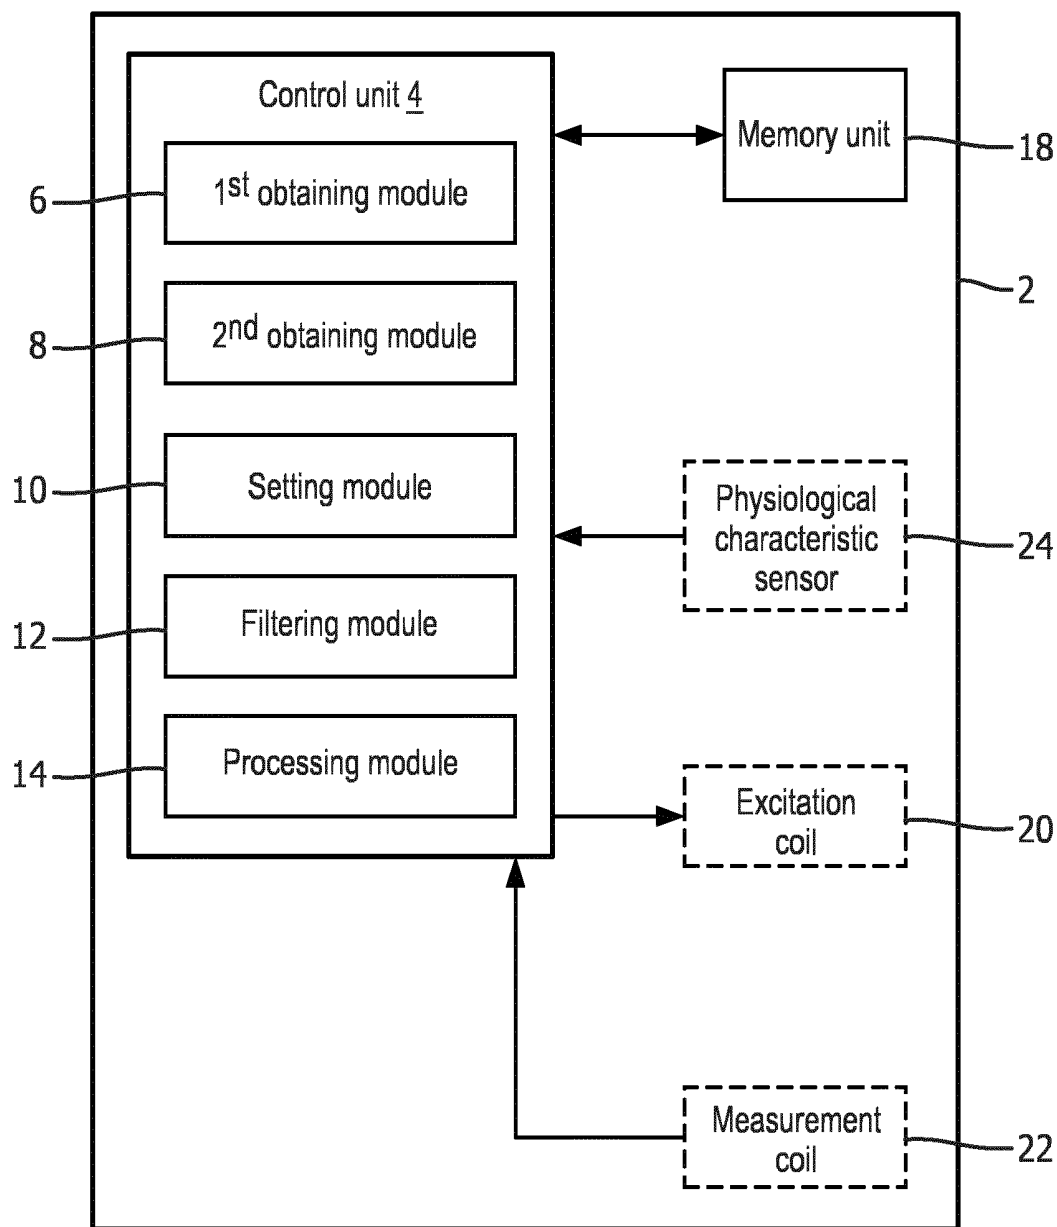 Control unit 4
Memory unit
18
6
1st obtaining module
2
8
2nd obtaining module
10
Setting module
Physiological
characteristic
sensor
24
12
Filtering module
14
Processing module
Excitation
coil
20
Measurement
coil
22